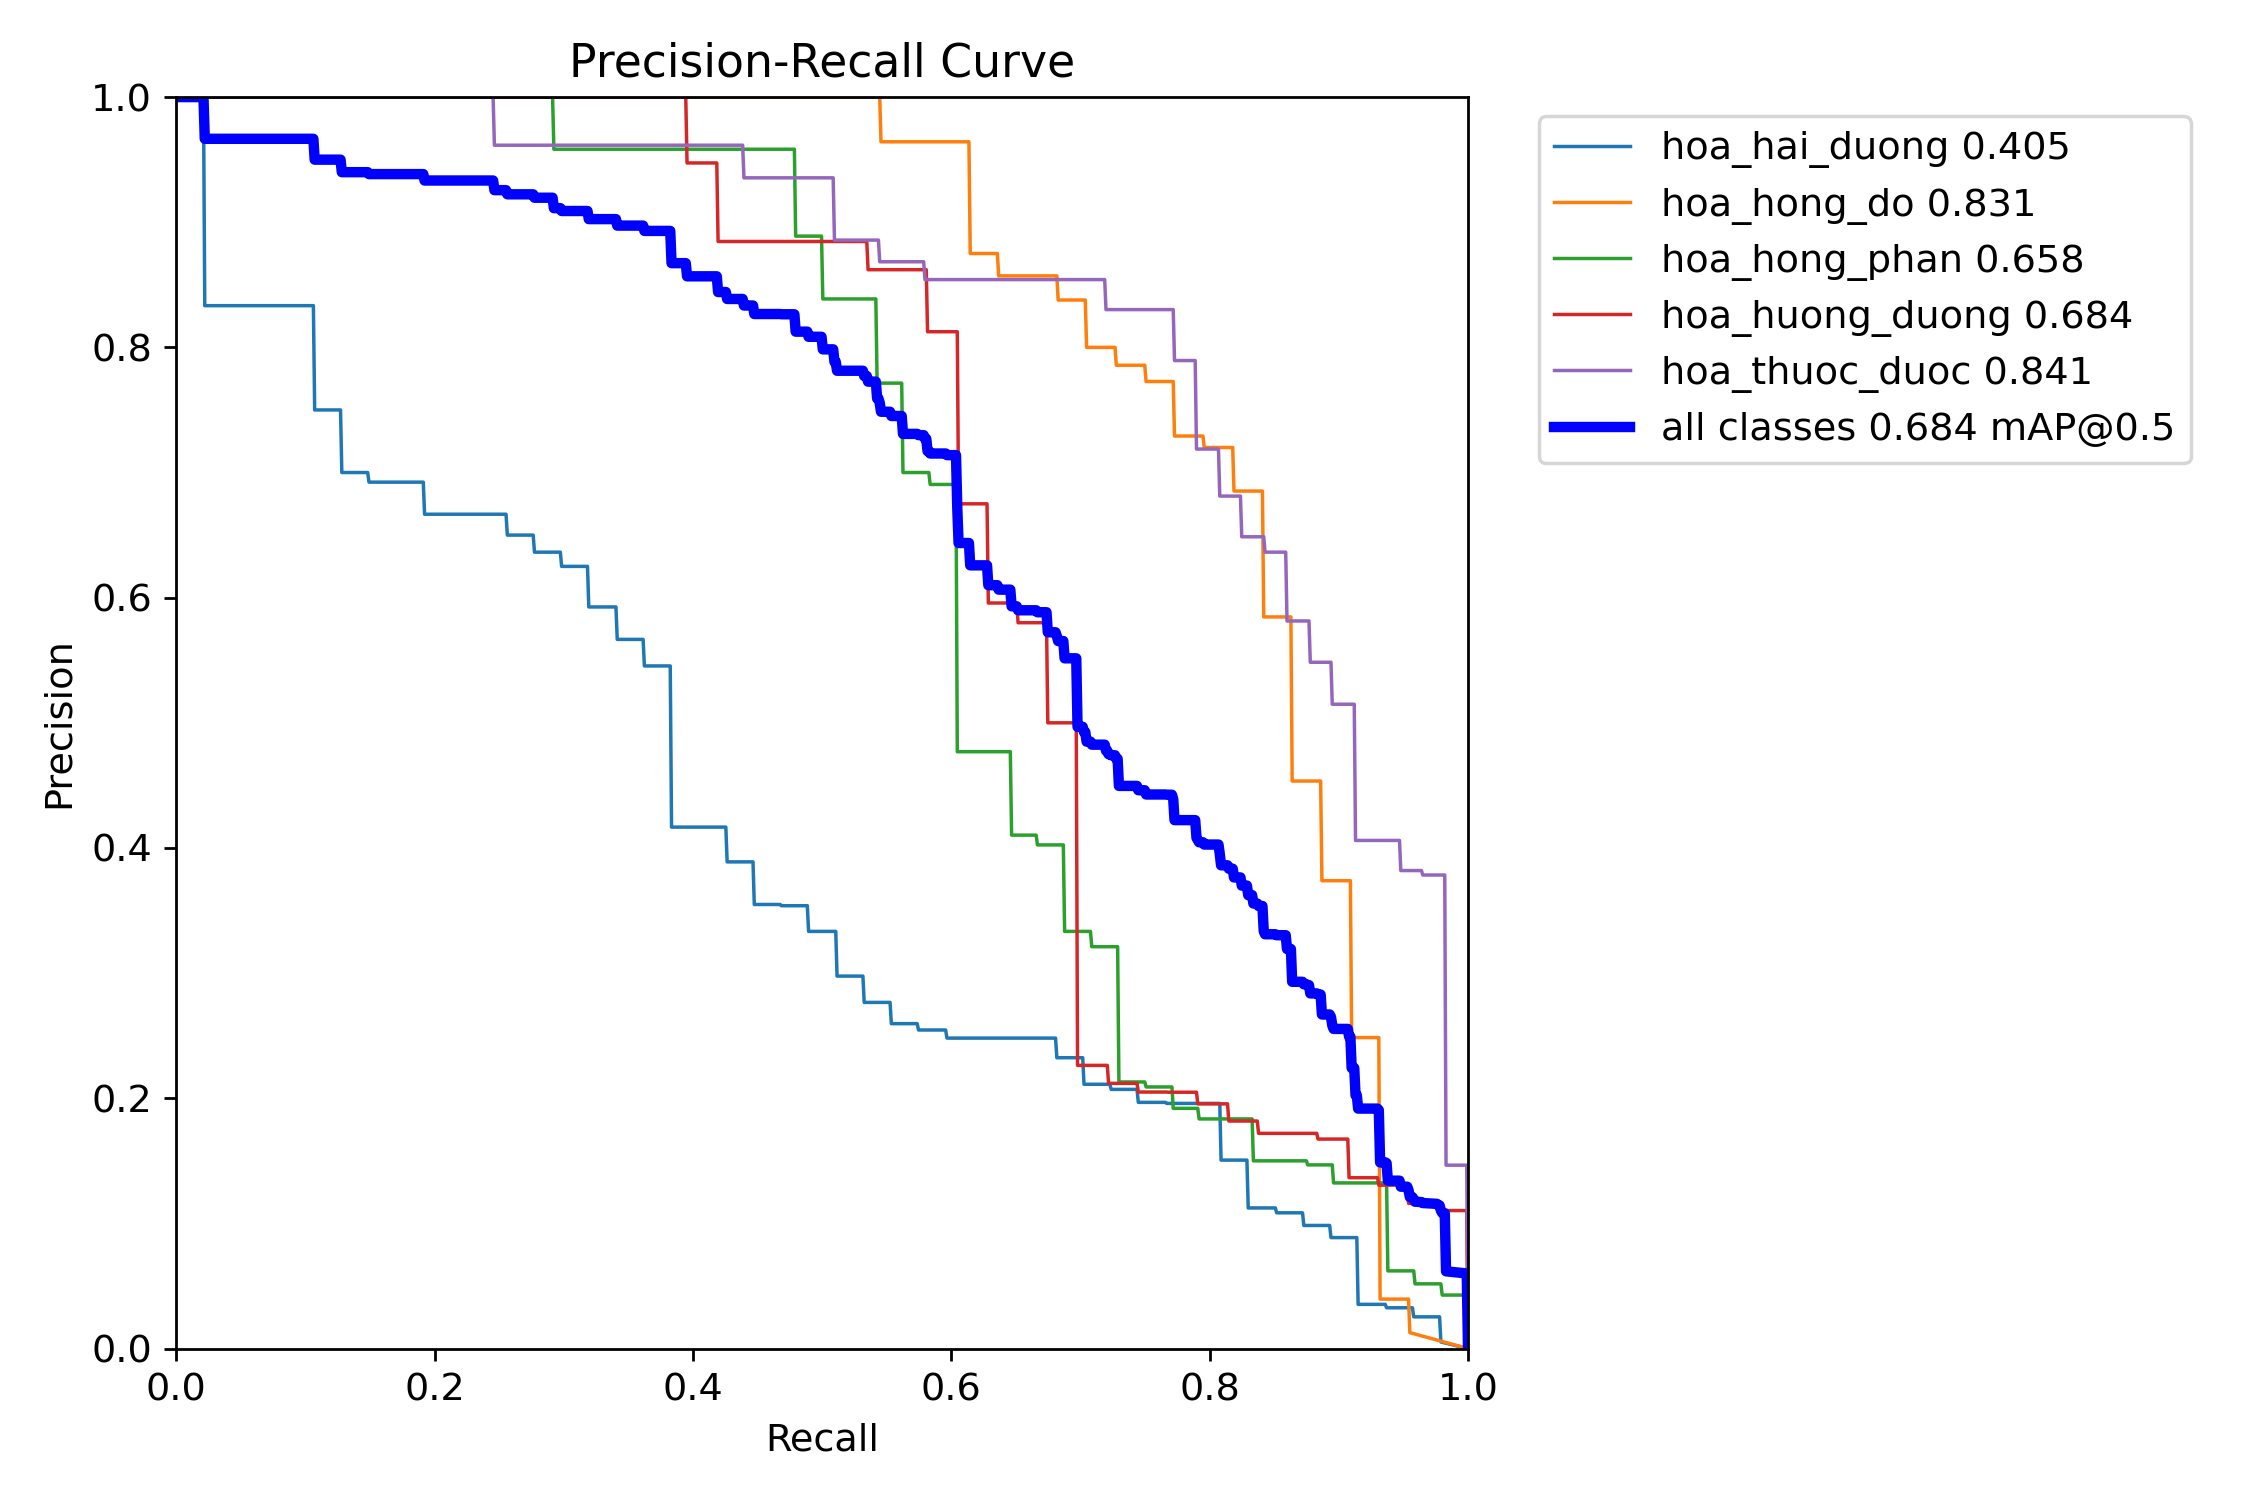 Precision-Recall Curve
1.0
0.8
0.6
0.4
0.2
0.0
Precision
0.0 0.2 0.4 0.6 0.8 1.0
Recall
hoa_hai_duong 0.405
hoa_hong_do 0.831
hoa_hong_phan 0.658
hoa_huong_duong 0.684
hoa_thuoc_duoc 0.841
all classes 0.684 mAP@0.5